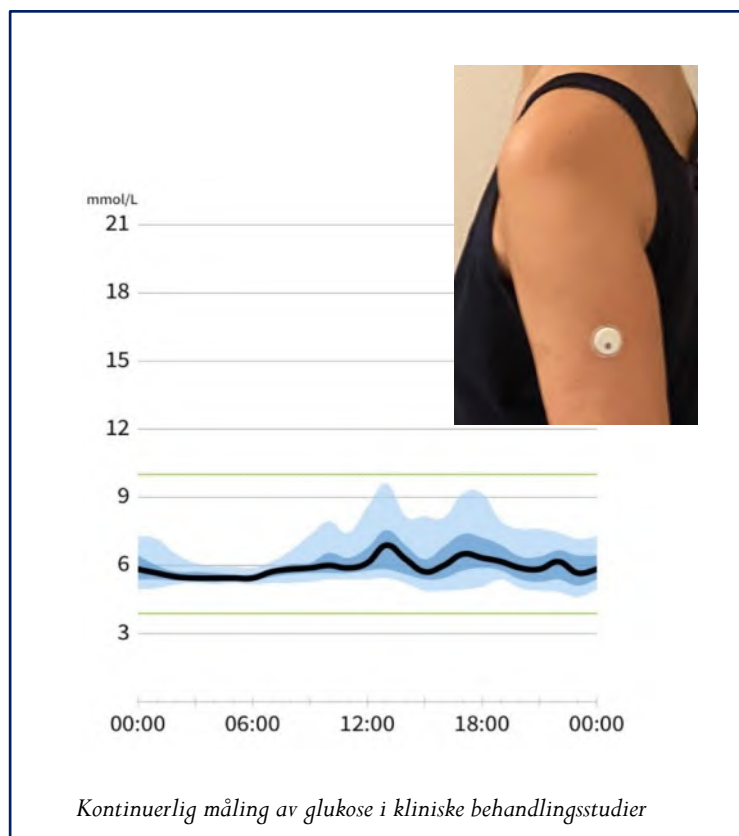 mmol/L
21
18
15
12
9
6
3
00:00 06:00 12:00 18:00 00:00
Kontinuerlig måling av glukose i kliniske behandlingsstudier